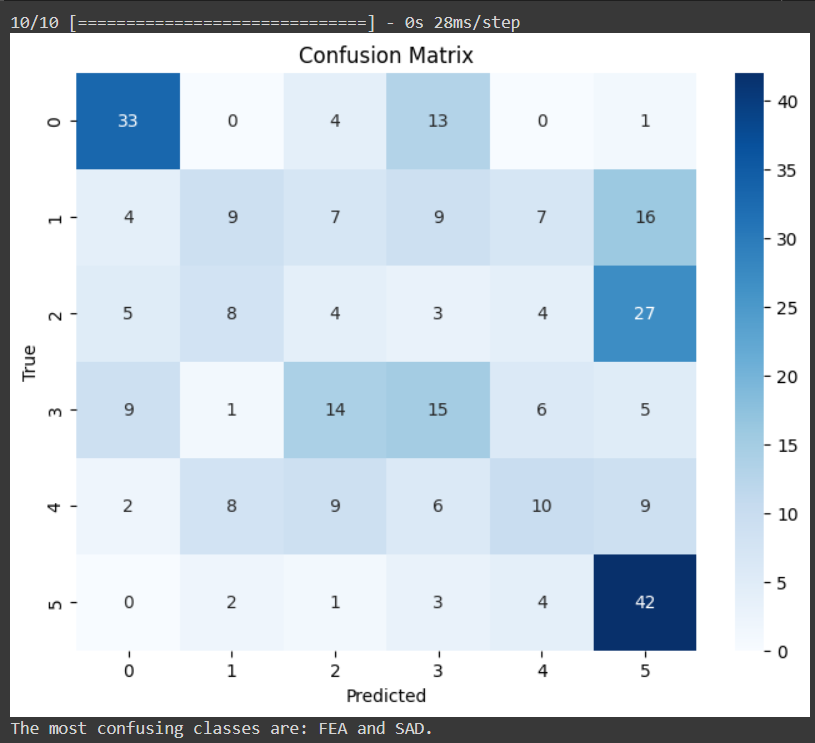 10/10 [==============================] - 0s 28ms/step
Confusion Matrix
0 33 0 4 13 0 1
1 4 9 7 9 7 16
2 5 8 4 3 4 27
3 9 1 14 15 6 5
4 2 8 9 6 10 9
5 0 2 1 3 4 42
True
0 1 2 3 4 5
Predicted
40
35
30
25
20
15
10
5
0
The most confusing classes are: FEA and SAD.